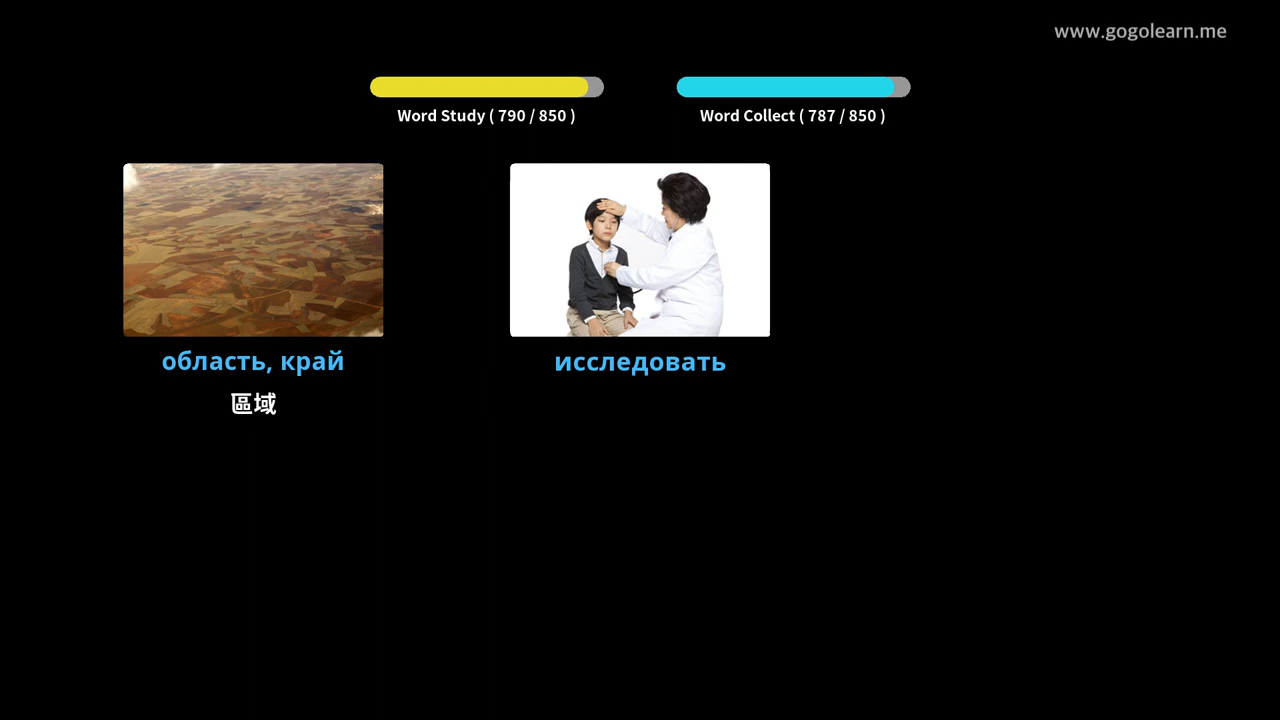 www.gogolearn.me
Word Study ( 790 / 850 )
Word Collect ( 787 / 850 )
область, край
區域
исследовать